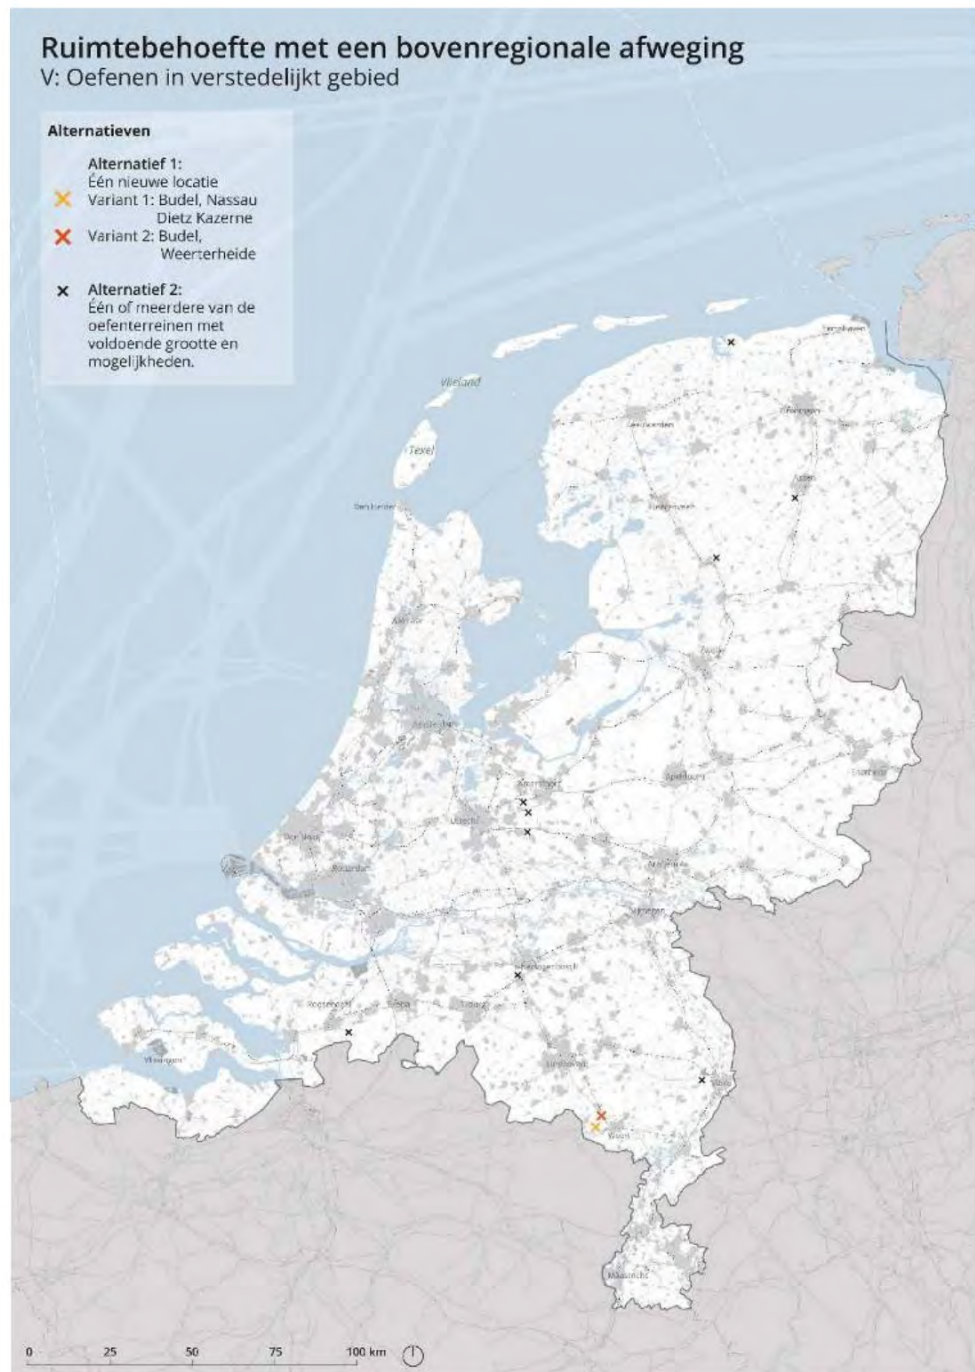 Ruimtebehoefte met een bovenregionale afweging
V: Oefenen in verstedelijkt gebied
Alternatieven
Alternatief 1:
Één nieuwe locatie
Variant 1: Budel, Nassau
Dietz Kazerne
Variant 2: Budel,
Weerterheide
Alternatief 2:
Één of meerdere van de
oefenterreinen met
voldoende grootte en
mogelijkheden.
Eemshaven
Vlieland
Groningen
Leeuwarden
Texel
Assen
Den Helder
Heerenveen
Alkmaar
Zwolle
Amsterdam
Enschede
Apeldoorn
Amersfoort
Utrecht
Den Haag
Arnhem
Rotterdam
Nijmegen
's-Hertogenbosch
Roosendaal
Breda
Tilburg
Vlissingen
Eindhoven
Venlo
Weert
Maastricht
0 25 50 75 100 km